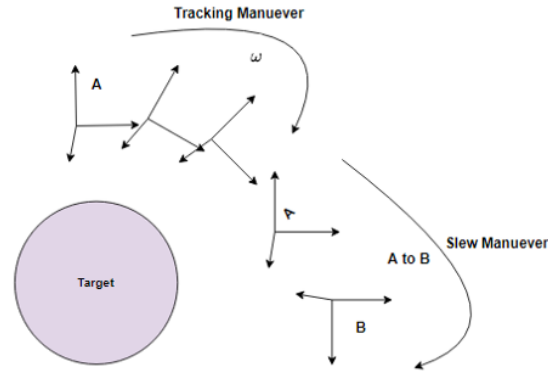 Tracking Manuever
ω
A
A
Slew Manuever
A to B
Target
B